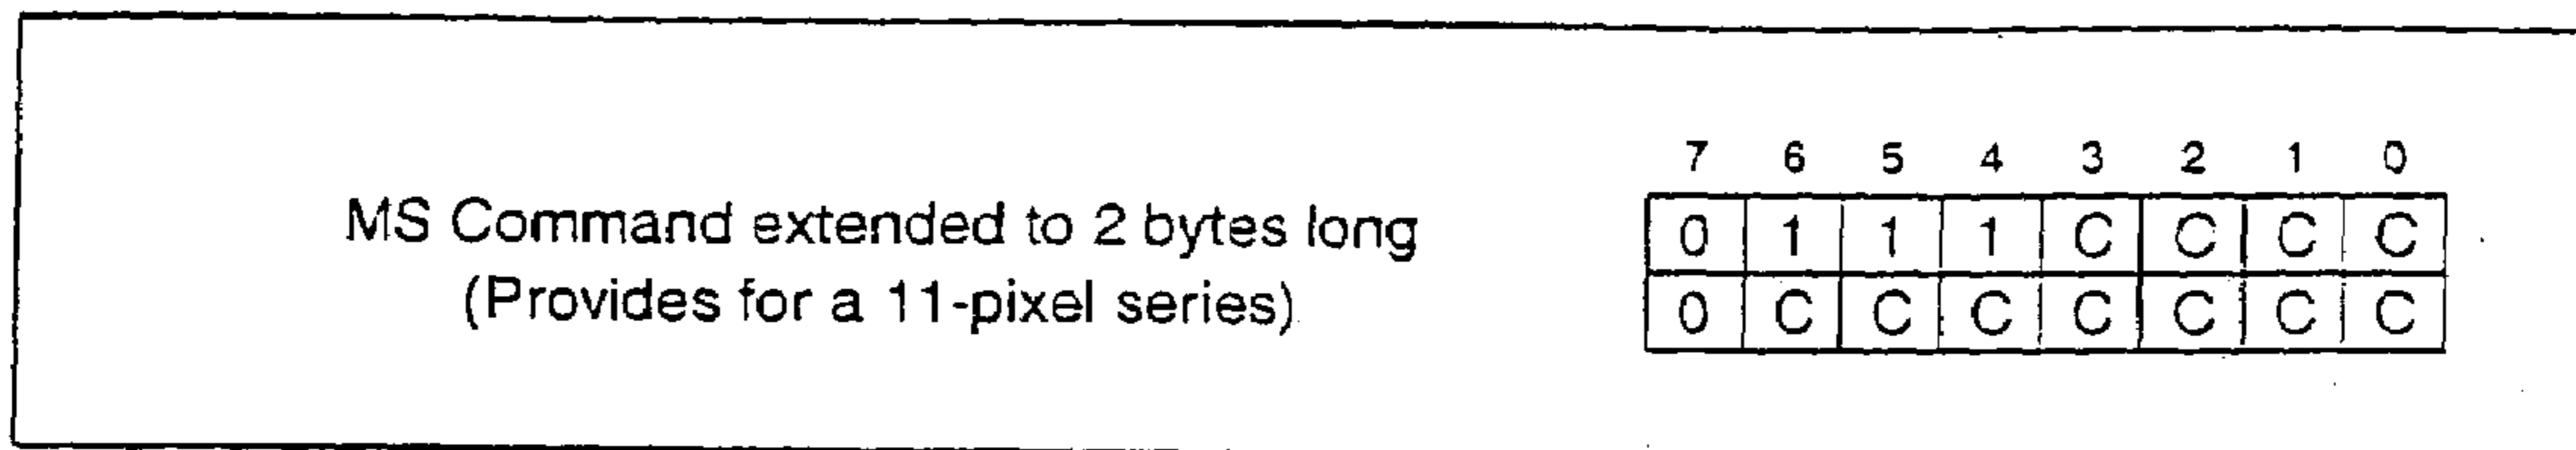 7 6 5 4 3 2 1 0
MS Command extended to 2 bytes long
0 1 1 1 C C C C
(Provides for a 11-pixel series)
0 C C C C C C C